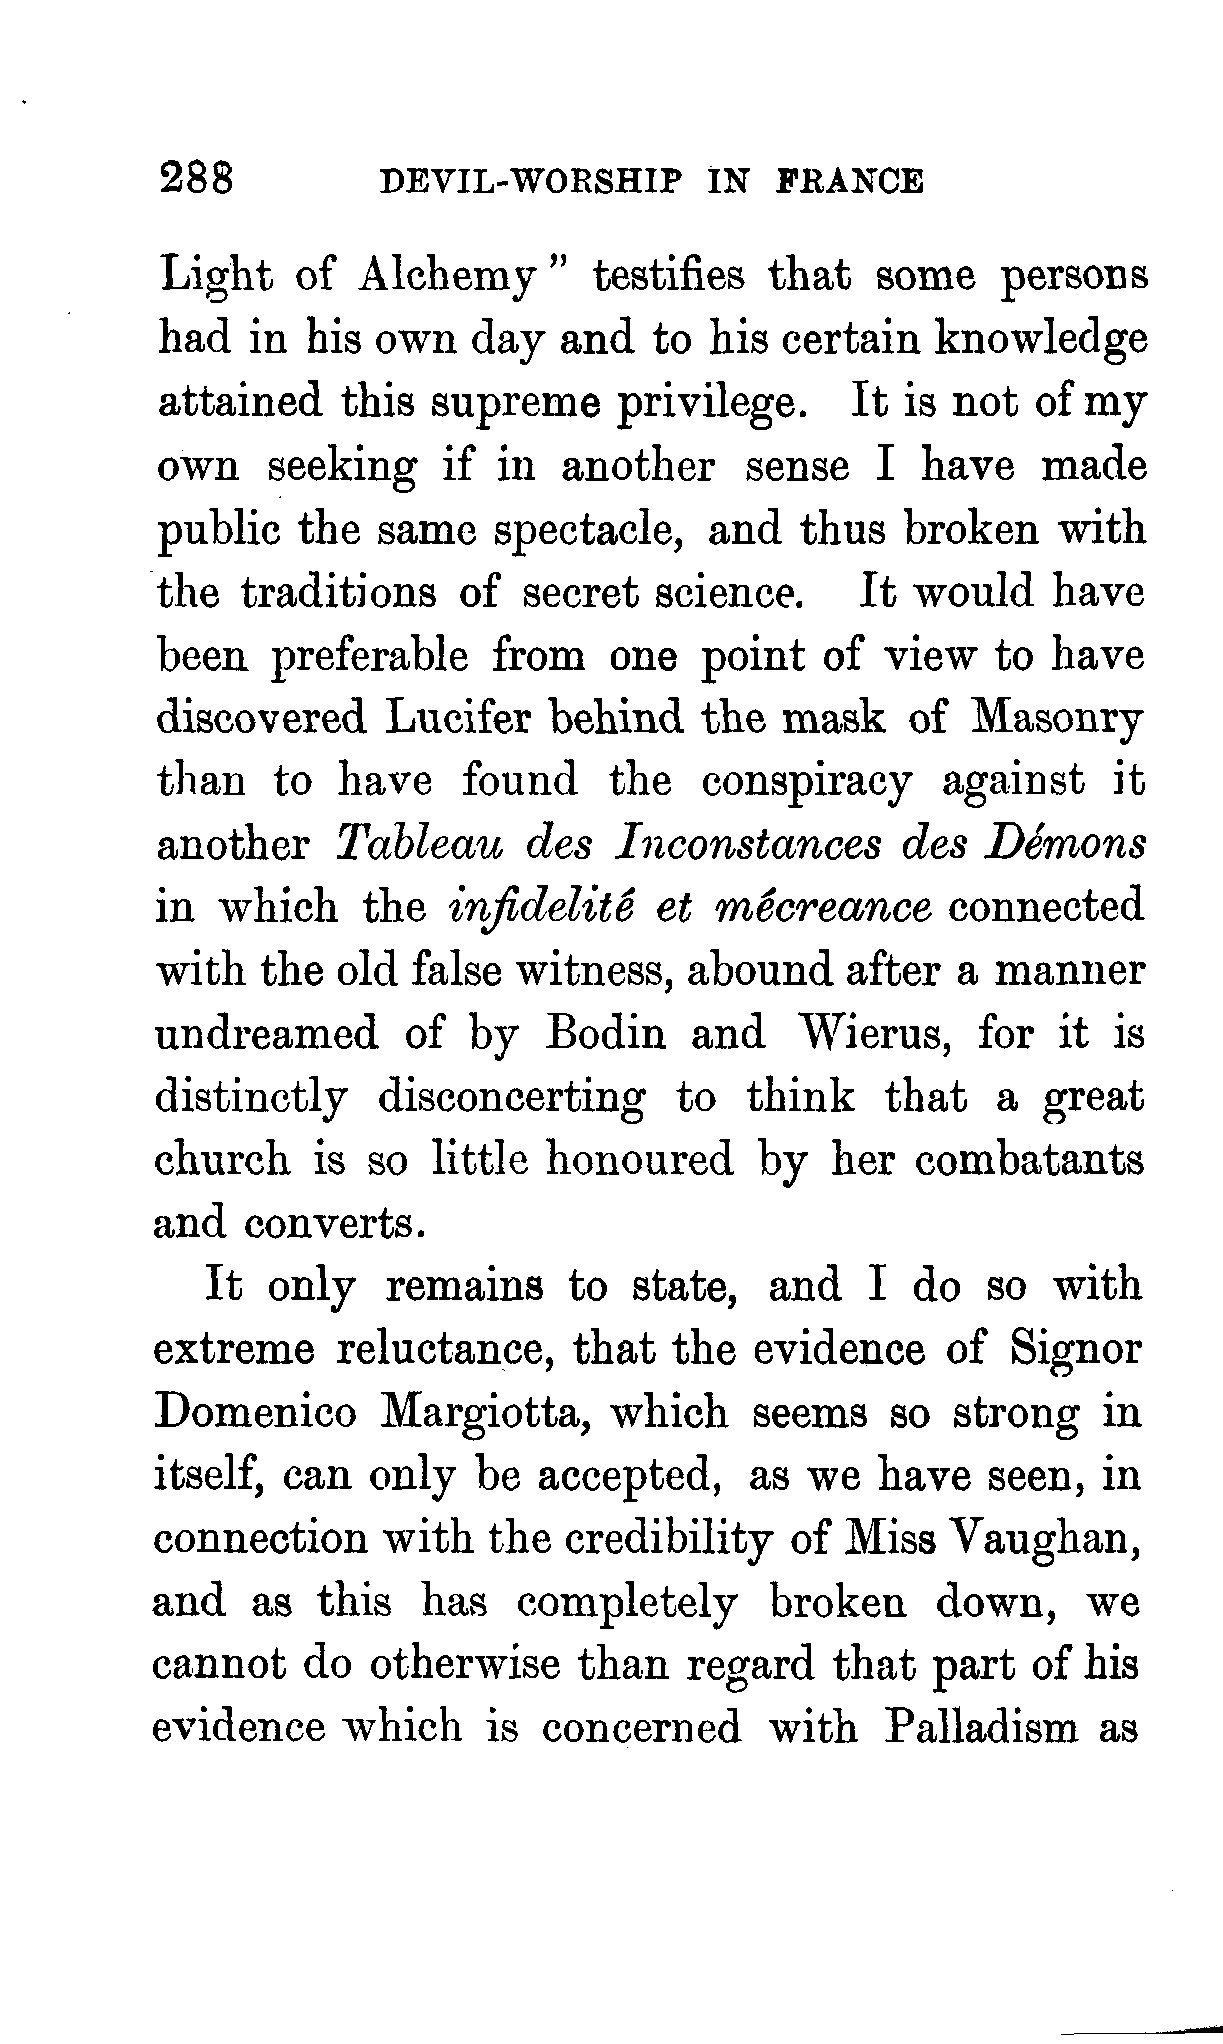 288 DEVIL-WORSHIP IN FRANCE
Light of Alchemy" testifies that some persons
had in his own day and to his certain knowledge
attained this supreme privilege. It is not of my
own seeking if in another sense I have made
public the same spectacle, and thus broken with
the traditions of secret science. It would have
been preferable from one point of view to have
discovered Lucifer behind the mask of Masonry
than to have found the conspiracy against it
another Tableau des Inconstances des Démons
in which the infidelité et mécreance connected
with the old false witness, abound after a manner
undreamed of by Bodin and Wierus, for it is
distinctly disconcerting to think that a great
church is so little honoured by her combatants
and converts.
It only remains to state, and I do so with
extreme reluctance, that the evidence of Signor
Domenico Margiotta, which seems so strong in
itself, can only be accepted, as we have seen, in
connection with the credibility of Miss Vaughan,
and as this has completely broken down, we
cannot do otherwise than regard that part of his
evidence which is concerned with Palladism as